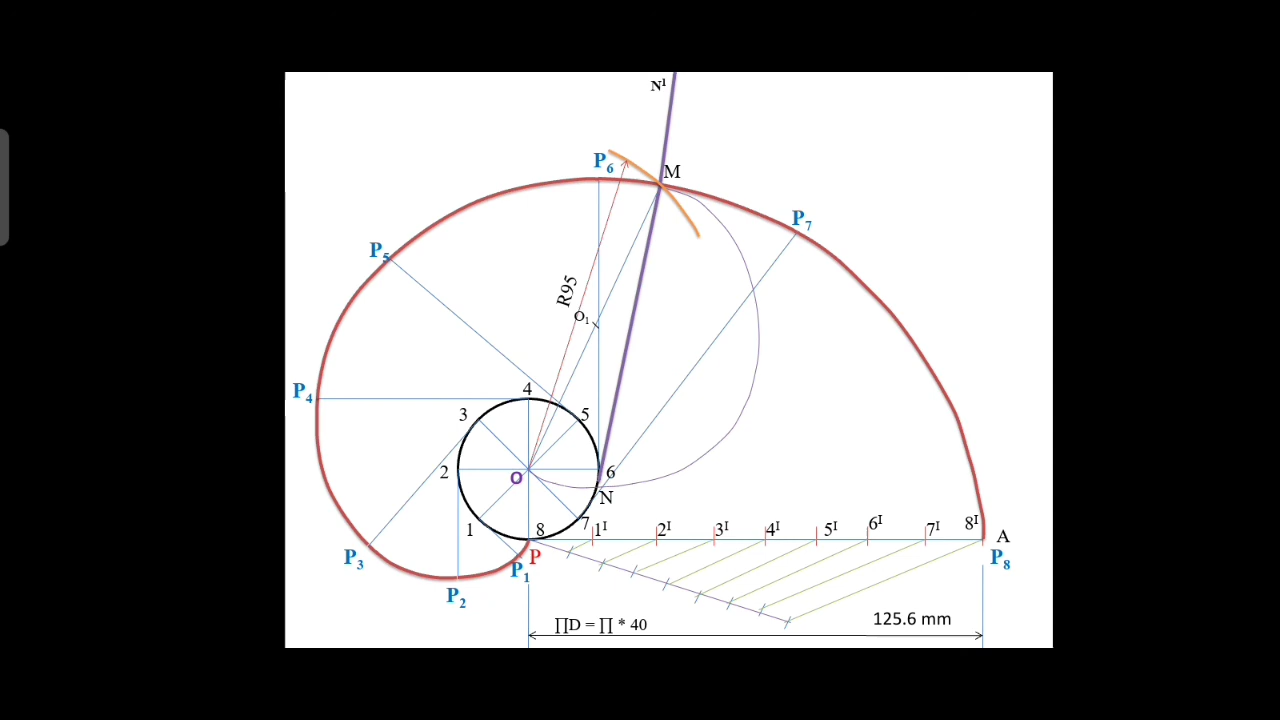 N¹
P₆
M
P₇
P₅
R95
O₁
P₄
4
3
5
O
2
6
N
1
8
7
1ᴵ
2ᴵ
3ᴵ
4ᴵ
5ᴵ
6ᴵ
7ᴵ
8ᴵ
A
P₃
P
P₁
P₈
P₂
∏D = ∏ * 40
125.6 mm